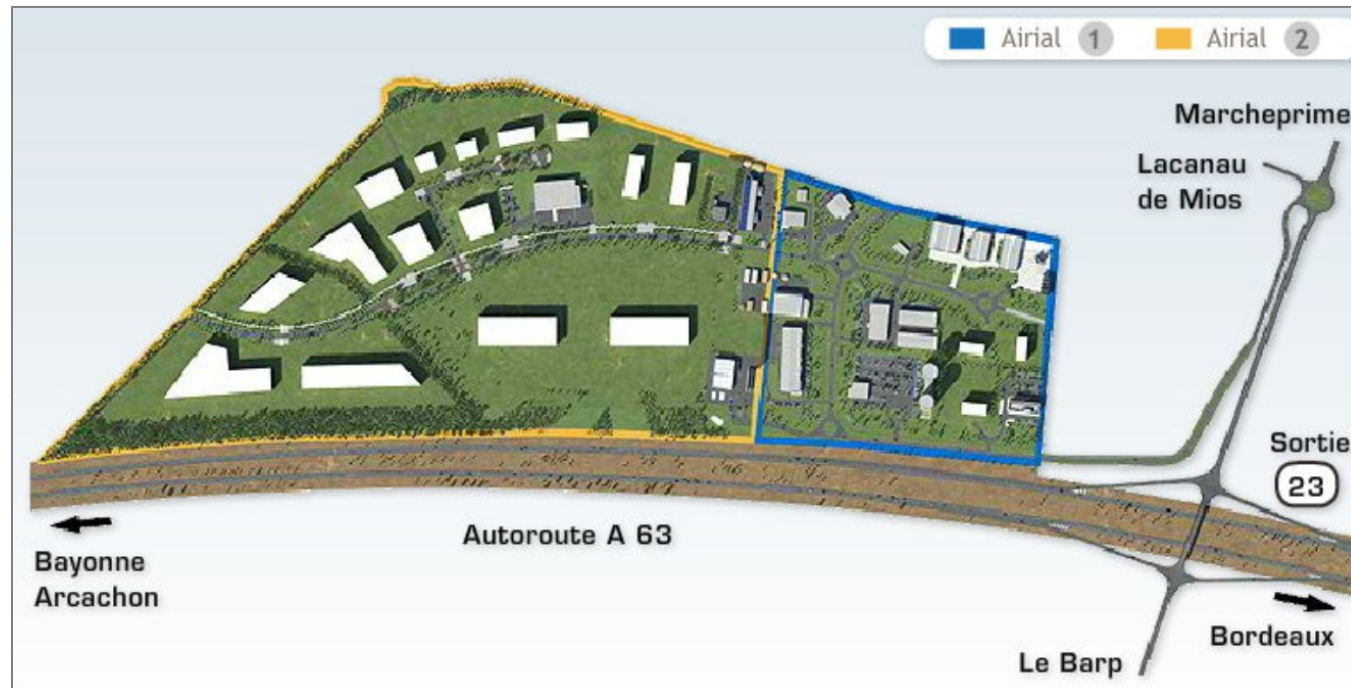 Airial 1 Airial 2
Marcheprime
Lacanau
de Mios
Sortie
23
Autoroute A 63
Bayonne
Arcachon
Bordeaux
Le Barp